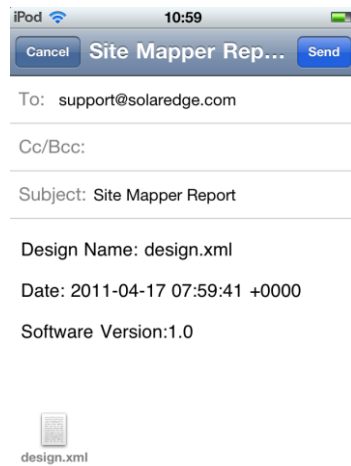 iPod 10:59
Cancel Site Mapper Rep... Send
To: support@solaredge.com
Cc/Bcc:
Subject: Site Mapper Report
Design Name: design.xml
Date: 2011-04-17 07:59:41 +0000
Software Version:1.0
design.xml